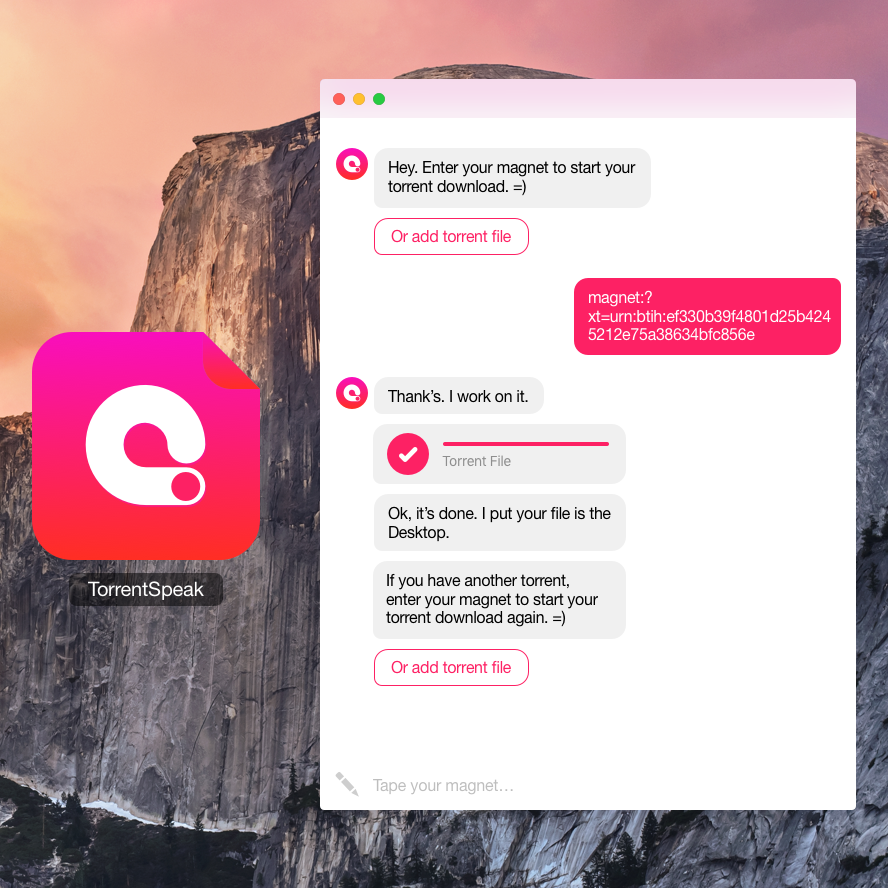 Hey. Enter your magnet to start your
torrent download. =)
Or add torrent file
magnet:?
xt=urn:btih:ef330b39f4801d25b424
5212e75a38634bfc856e
Thank’s. I work on it.
Torrent File
Ok, it’s done. I put your file is the
Desktop.
If you have another torrent,
enter your magnet to start your
torrent download again. =)
Or add torrent file
Tape your magnet…
TorrentSpeak